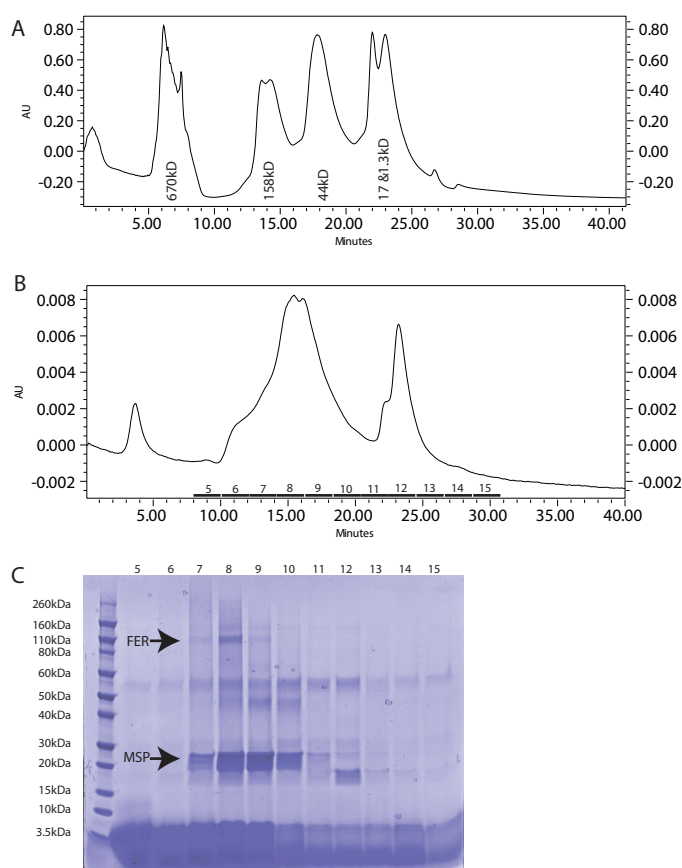 A
0.80
0.60
0.40
0.20
0.00
-0.20
AU
0.80
0.60
0.40
0.20
0.00
-0.20
670kD
158kD
44kD
17 &1.3kD
5.00 10.00 15.00 20.00 25.00 30.00 35.00 40.00
Minutes
B
0.008
0.006
0.004
0.002
0.000
-0.002
AU
0.008
0.006
0.004
0.002
0.000
-0.002
5 6 7 8 9 10 11 12 13 14 15
5.00 10.00 15.00 20.00 25.00 30.00 35.00 40.00
Minutes
C
5 6 7 8 9 10 11 12 13 14 15
260kDa
160kDa
110kDa
80kDa
60kDa
50kDa
40kDa
30kDa
20kDa
15kDa
10kDa
3.5kDa
FER
MSP